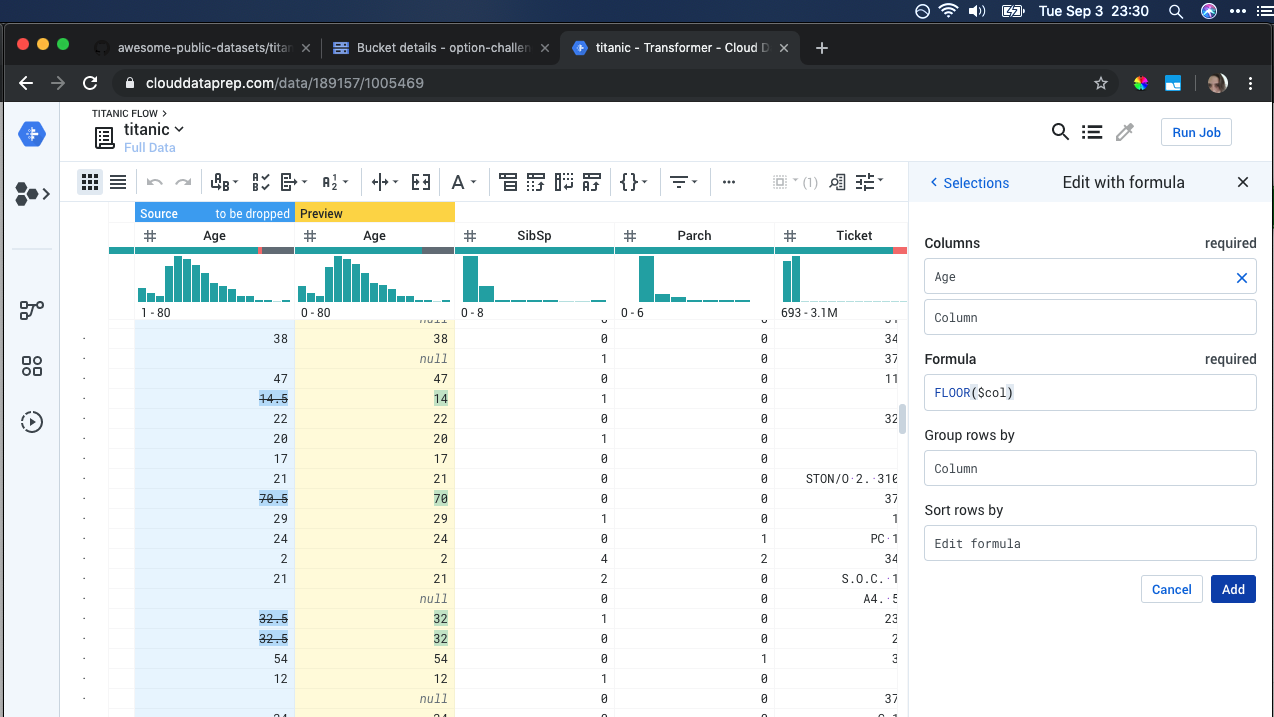 Tue Sep 3 23:30
awesome-public-datasets/titan
Bucket details - option-challen
titanic - Transformer - Cloud D
clouddataprep.com/data/189157/1005469
TITANIC FLOW >
titanic
Full Data
Run Job
(1)
Selections
Edit with formula
Source to be dropped Preview
# Age # Age # SibSp # Parch # Ticket
1 - 80 0 - 80 0 - 8 0 - 6 693 - 3.1M
38 38 0 0 34
null 1 0 37
47 47 0 0 11
14.5 14 1 0
22 22 0 0 32
20 20 1 0
17 17 0 0
21 21 0 0 STON/O·2.·310
70.5 70 0 0 37
29 29 1 0 1
24 24 0 1 PC·1
2 2 4 2 34
21 21 2 0 S.O.C.·1
null 0 0 A4.·5
32.5 32 1 0 23
32.5 32 0 0 2
54 54 0 1 3
12 12 1 0
null 0 0 37
Columns required
Age
Column
Formula required
FLOOR($col)
Group rows by
Column
Sort rows by
Edit formula
Cancel Add